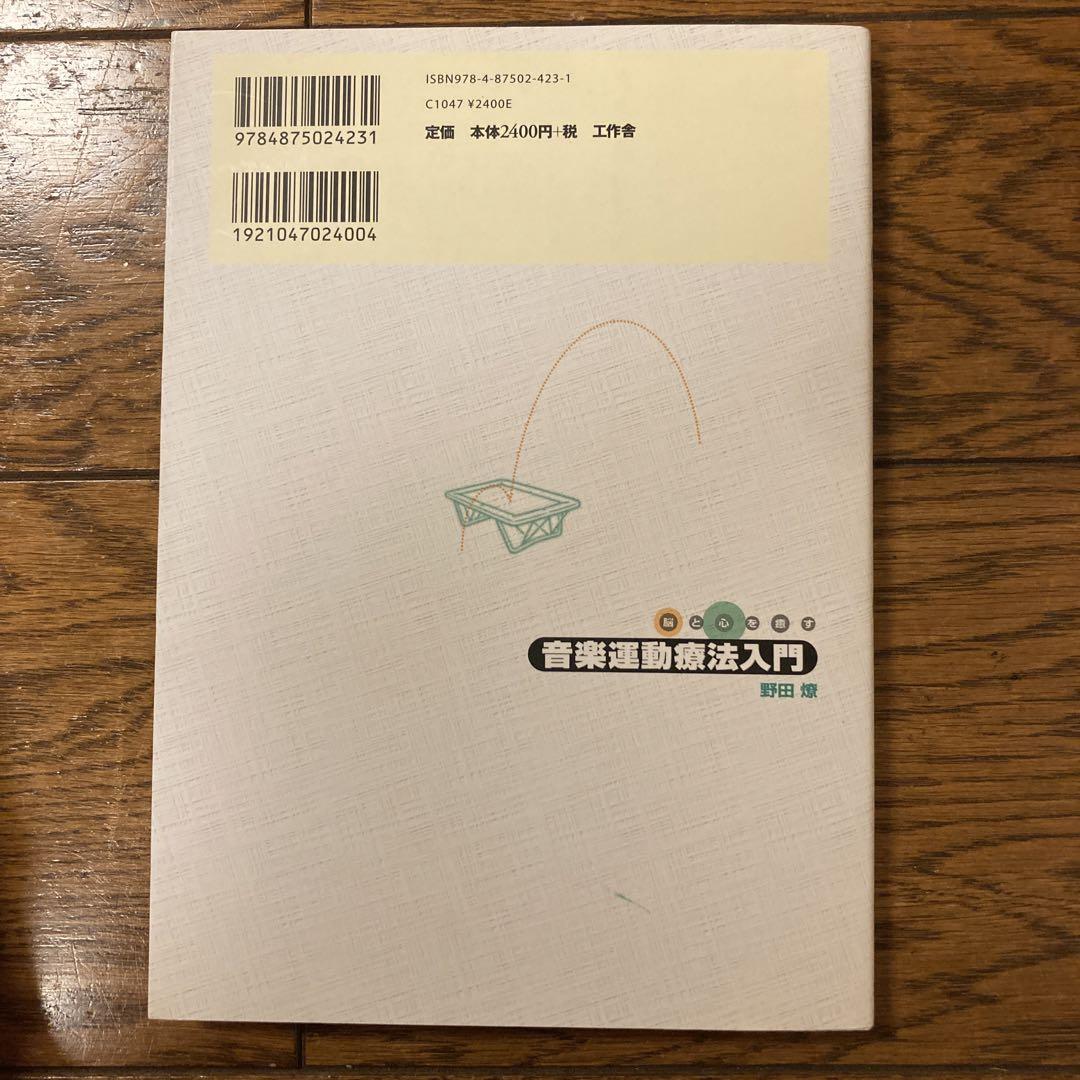 9784875024231
ISBN978-4-87502-423-1
C1047 ¥2400E
定価 本体2400円+税 工作舎
1921047024004
脳と心を癒す
音楽運動療法入門
野田 燎